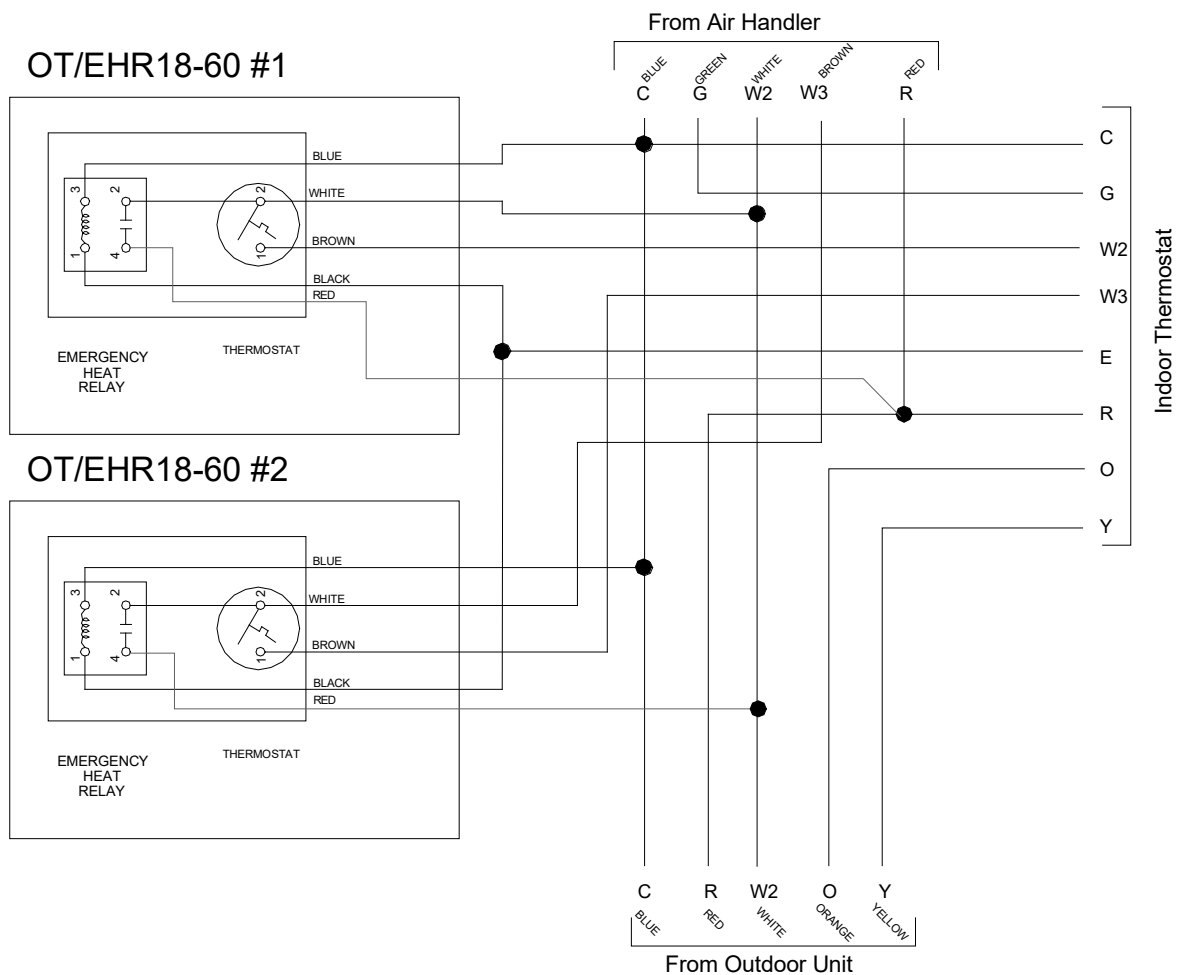 From Air Handler
OT/EHR18-60 #1
BLUE
GREEN
WHITE
BROWN
RED
C
G
W2
W3
R
BLUE
WHITE
BROWN
BLACK
RED
3
2
1
4
2
1
EMERGENCY
HEAT
RELAY
THERMOSTAT
C
G
W2
W3
E
R
O
Y
Indoor Thermostat
OT/EHR18-60 #2
BLUE
WHITE
BROWN
BLACK
RED
3
2
1
4
2
1
EMERGENCY
HEAT
RELAY
THERMOSTAT
C
R
W2
O
Y
BLUE
RED
WHITE
ORANGE
YELLOW
From Outdoor Unit